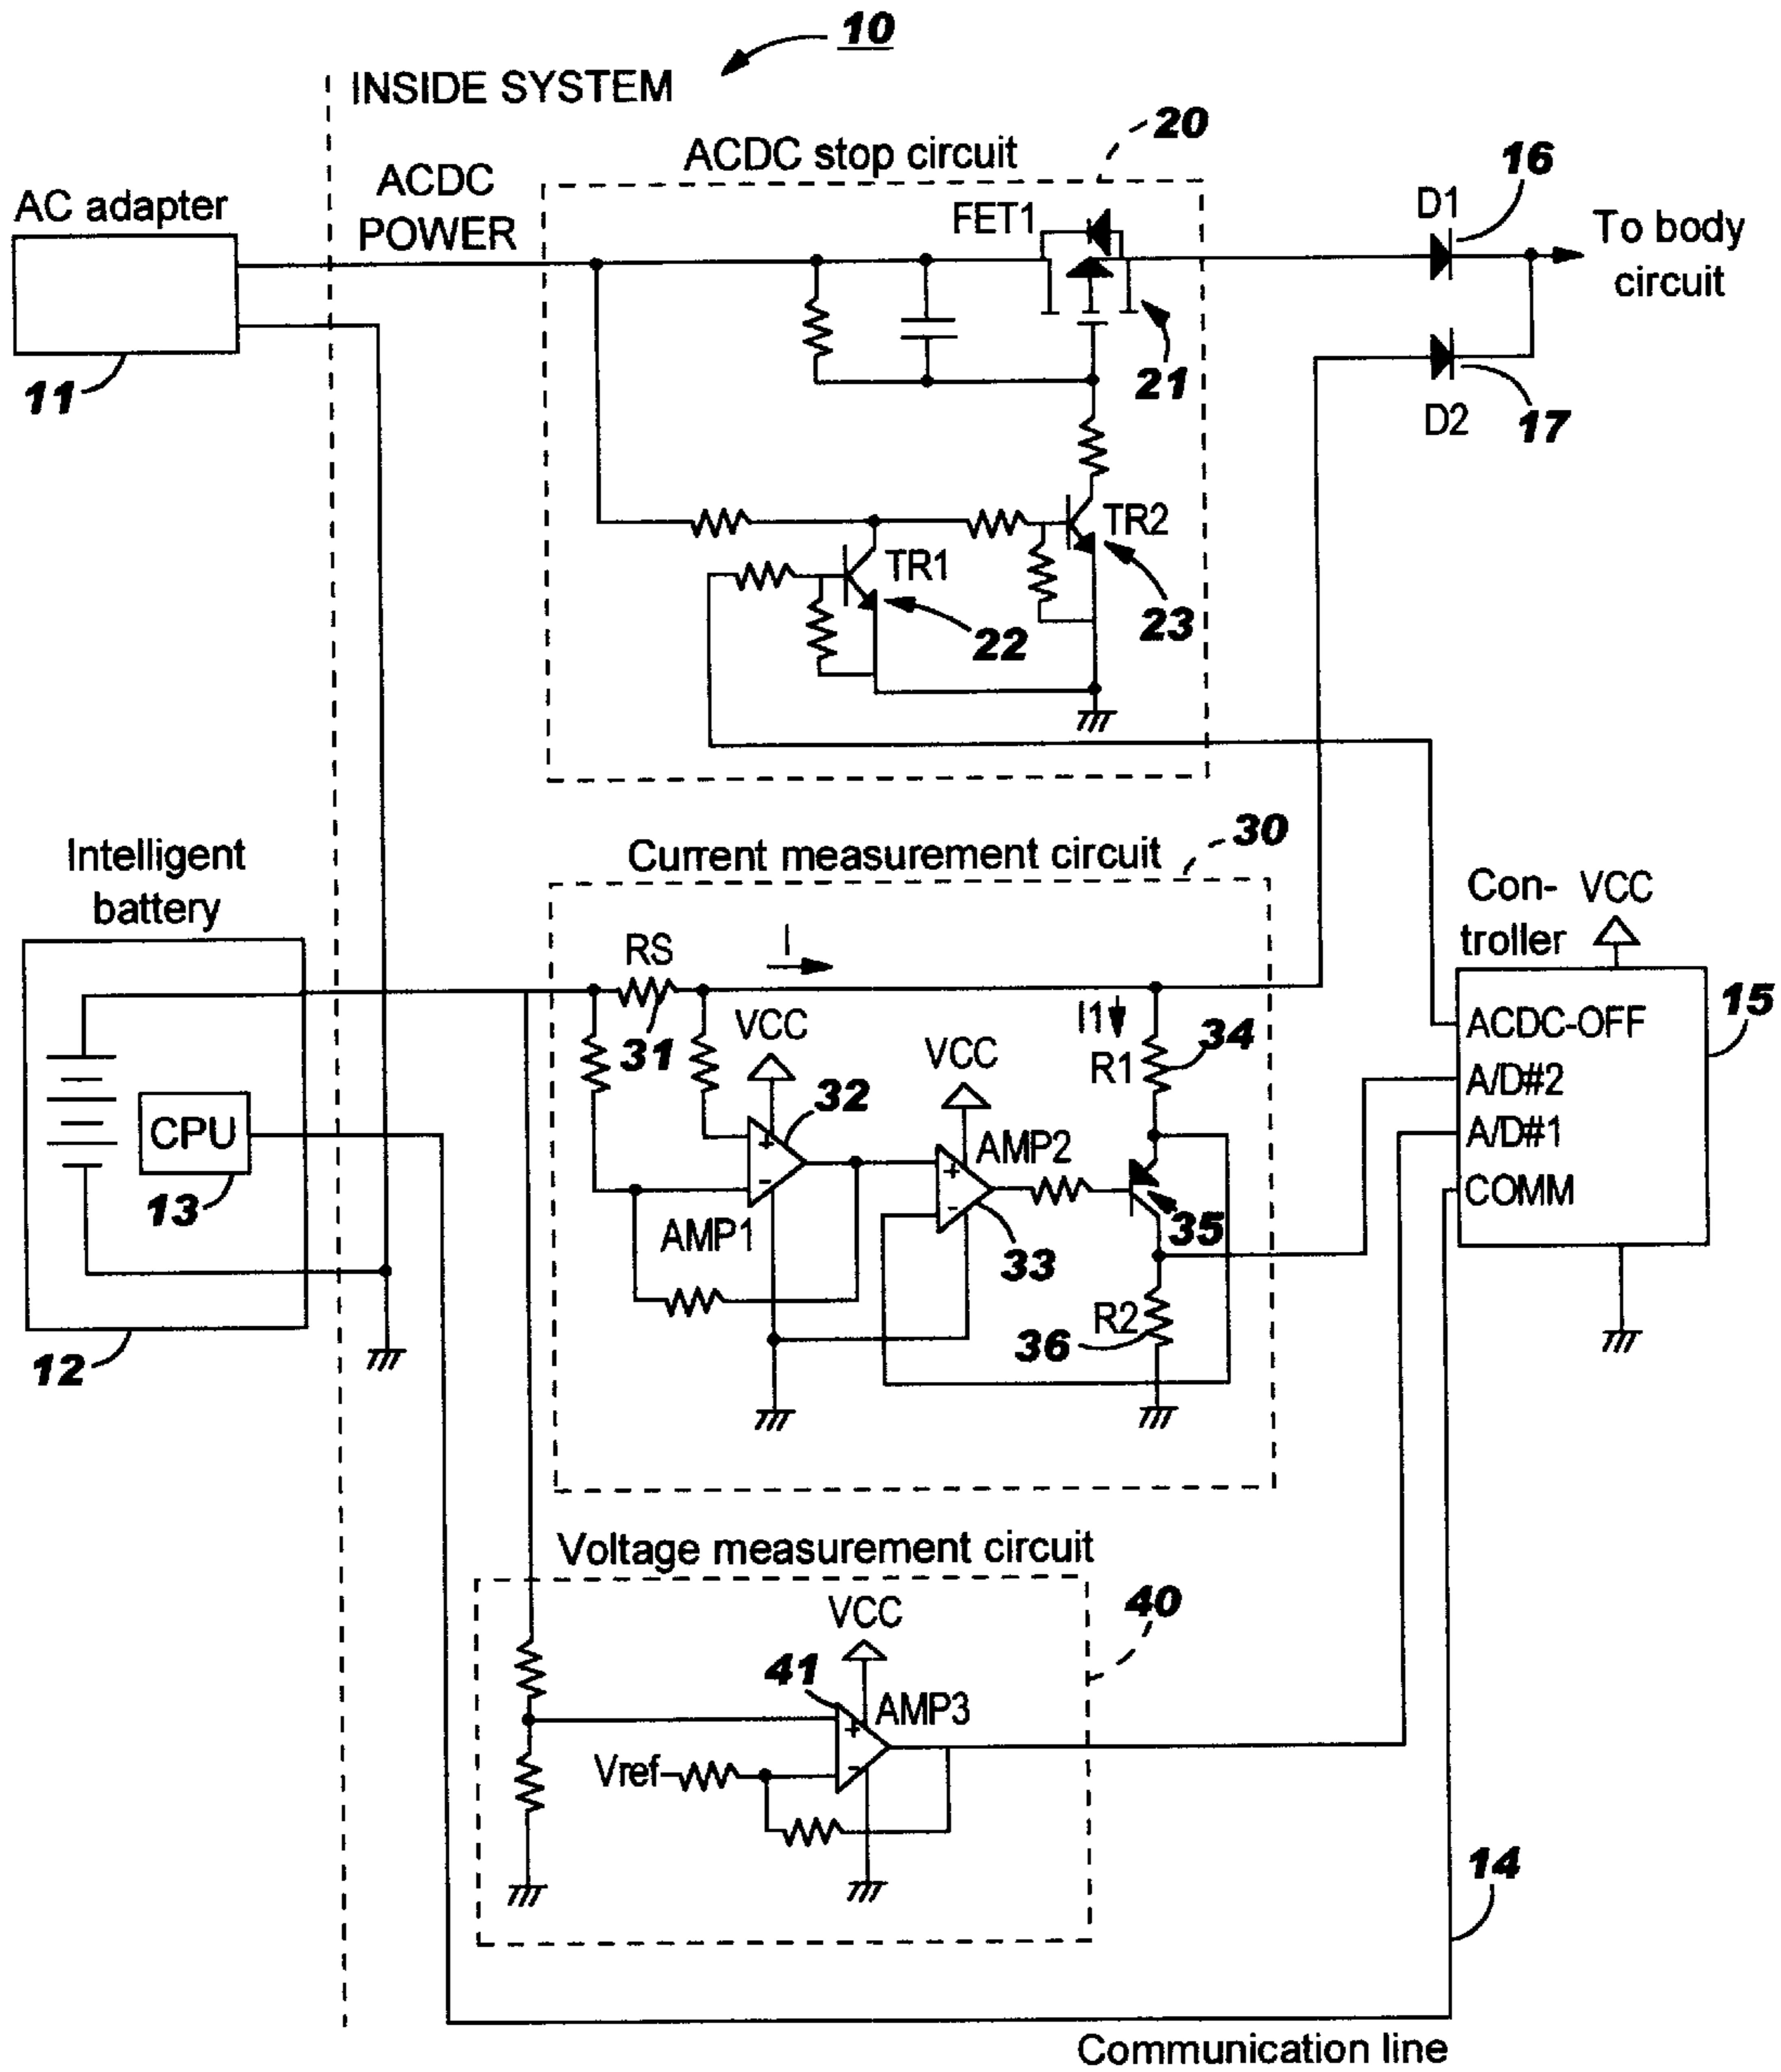 10
INSIDE SYSTEM
20
ACDC stop circuit
16
ACDC
POWER
AC adapter
FET1
D1
To body
circuit
11
21
D2
17
TR2
TR1
23
22
30
Current measurement circuit
Intelligent
battery
Con-
troller
VCC
RS
I
15
31
VCC
I1
34
ACDC-OFF
VCC
R1
32
A/D#2
CPU
AMP2
A/D#1
+
-
+
-
COMM
13
AMP1
35
33
R2
36
12
Voltage measurement circuit
VCC
40
41
AMP3
+
-
Vref
14
Communication line